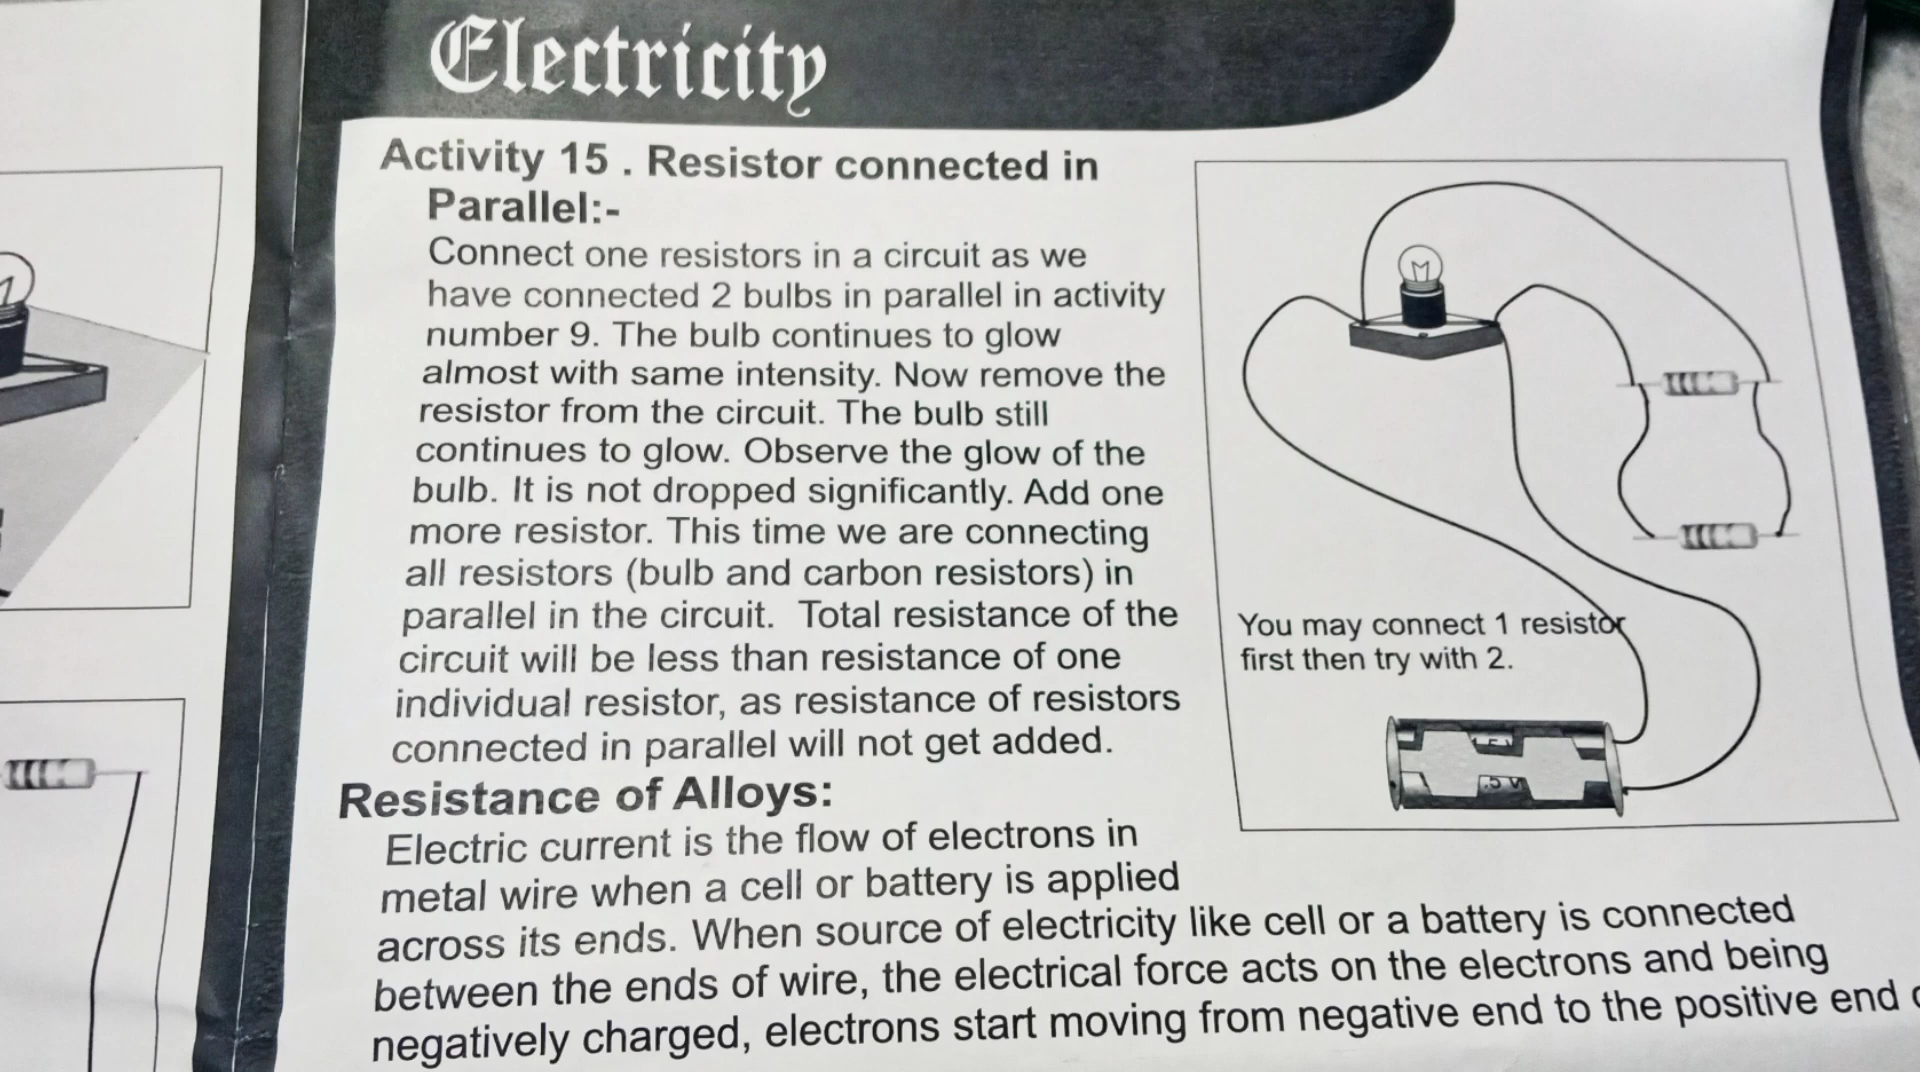 Electricity
Activity 15 . Resistor connected in
Parallel:-
Connect one resistors in a circuit as we
have connected 2 bulbs in parallel in activity
number 9. The bulb continues to glow
almost with same intensity. Now remove the
resistor from the circuit. The bulb still
continues to glow. Observe the glow of the
bulb. It is not dropped significantly. Add one
more resistor. This time we are connecting
all resistors (bulb and carbon resistors) in
parallel in the circuit. Total resistance of the
circuit will be less than resistance of one
individual resistor, as resistance of resistors
connected in parallel will not get added.
You may connect 1 resistor
first then try with 2.
Resistance of Alloys:
Electric current is the flow of electrons in
metal wire when a cell or battery is applied
across its ends. When source of electricity like cell or a battery is connected
between the ends of wire, the electrical force acts on the electrons and being
negatively charged, electrons start moving from negative end to the positive end